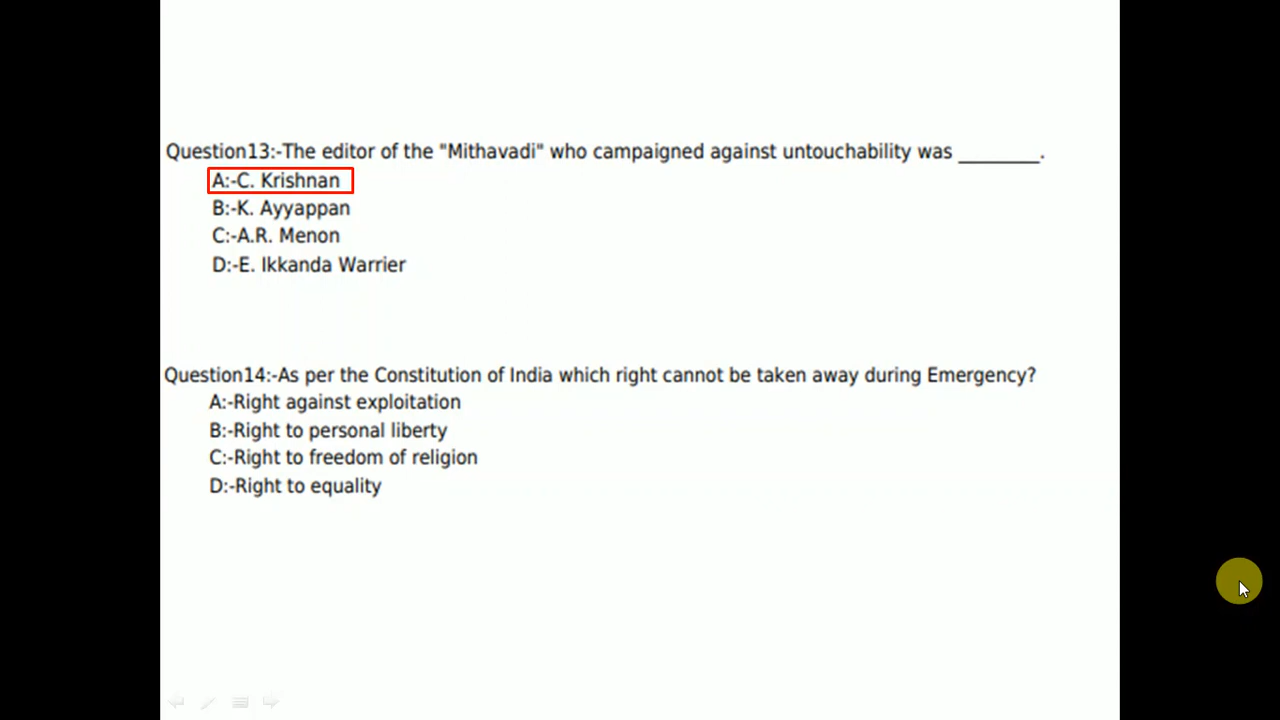 Question13:-The editor of the "Mithavadi" who campaigned against untouchability was ________.
A:-C. Krishnan
B:-K. Ayyappan
C:-A.R. Menon
D:-E. Ikkanda Warrier
Question14:-As per the Constitution of India which right cannot be taken away during Emergency?
A:-Right against exploitation
B:-Right to personal liberty
C:-Right to freedom of religion
D:-Right to equality